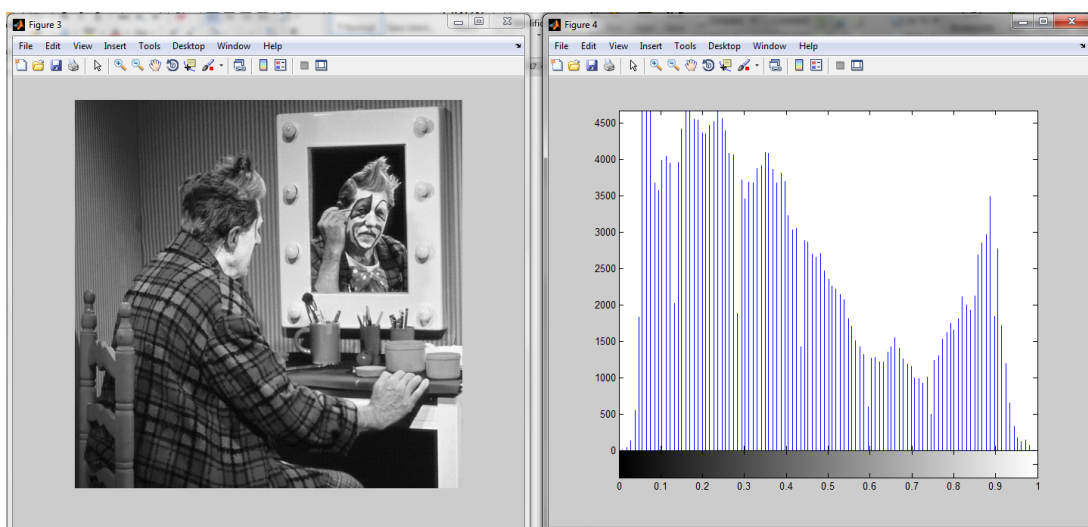 Figure 3
File Edit View Insert Tools Desktop Window Help
Figure 4
File Edit View Insert Tools Desktop Window Help
4500
4000
3500
3000
2500
2000
1500
1000
500
0
0 0.1 0.2 0.3 0.4 0.5 0.6 0.7 0.8 0.9 1